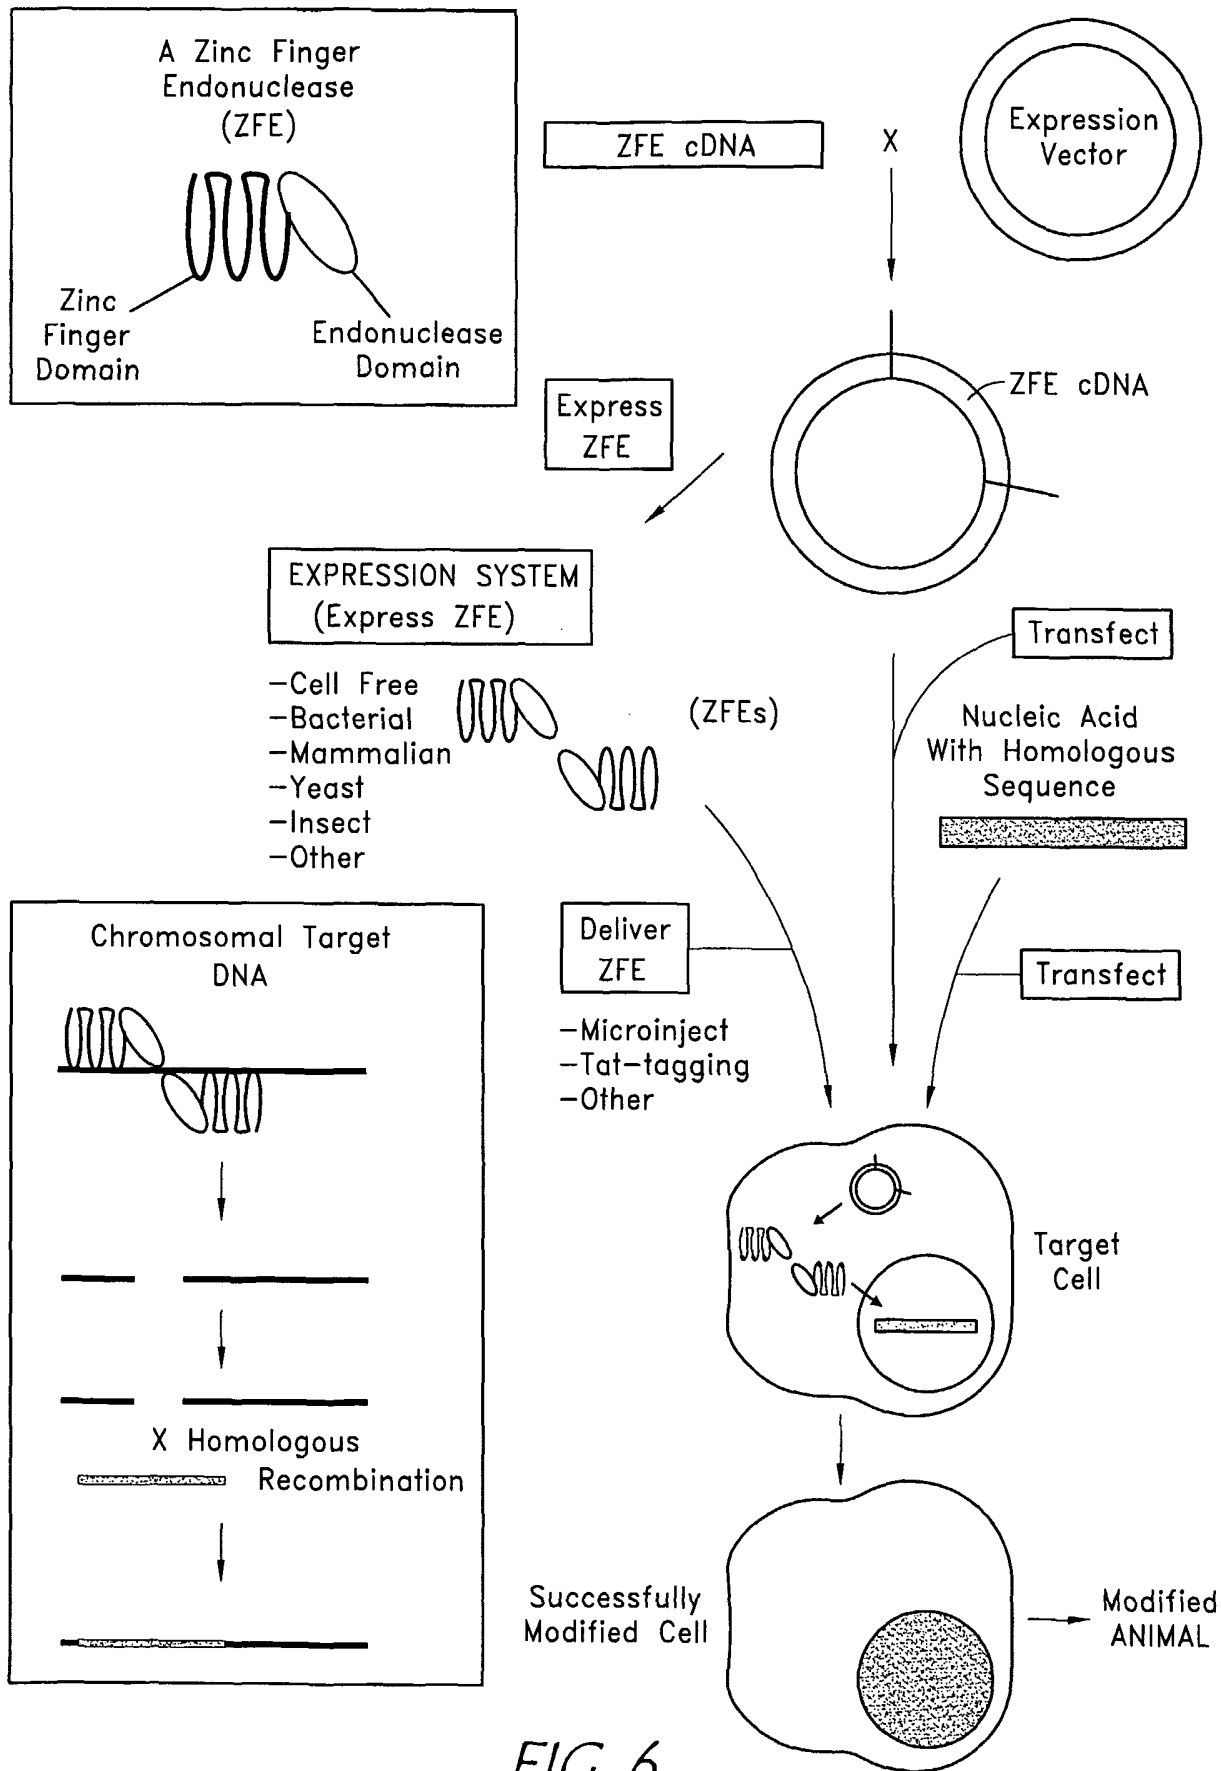 A Zinc Finger
Endonuclease
(ZFE)
Zinc
Finger
Domain
Endonuclease
Domain
ZFE cDNA
X
Expression
Vector
ZFE cDNA
Express
ZFE
EXPRESSION SYSTEM
(Express ZFE)
-Cell Free
-Bacterial
-Mammalian
-Yeast
-Insect
-Other
(ZFEs)
Transfect
Nucleic Acid
With Homologous
Sequence
Deliver
ZFE
-Microinject
-Tat-tagging
-Other
Transfect
Chromosomal Target
DNA
X Homologous
Recombination
Target
Cell
Successfully
Modified Cell
Modified
ANIMAL
FIG. 6